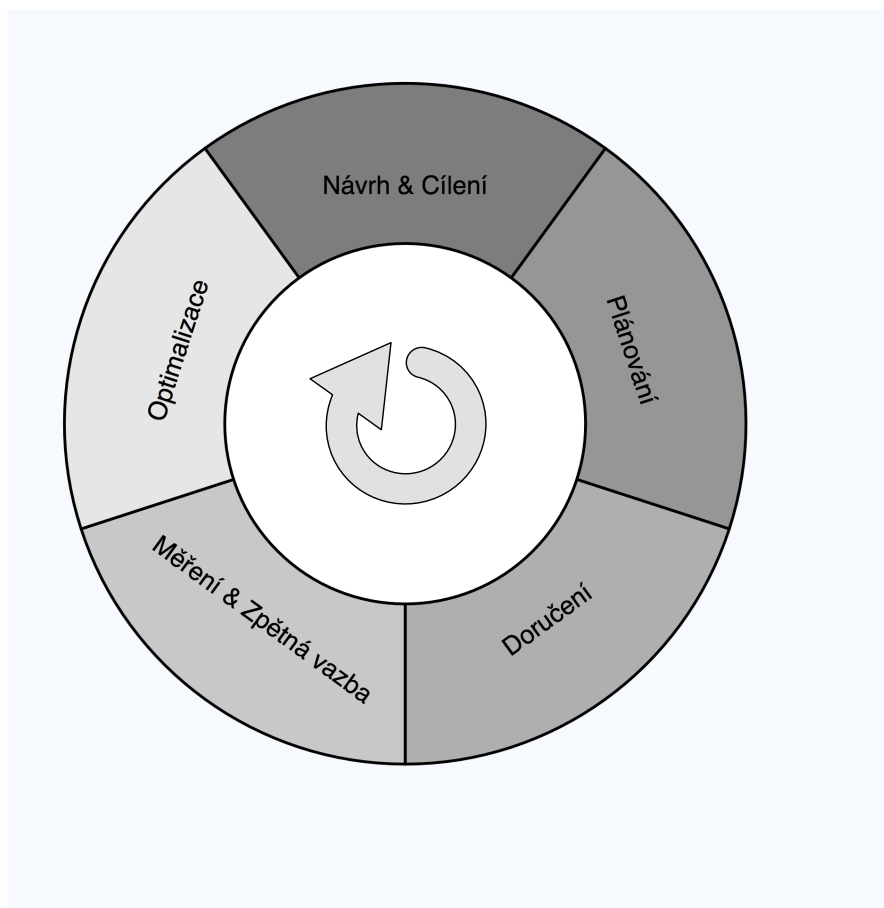 Návrh & Cílení
Plánování
Doručení
Měření & Zpětná vazba
Optimalizace